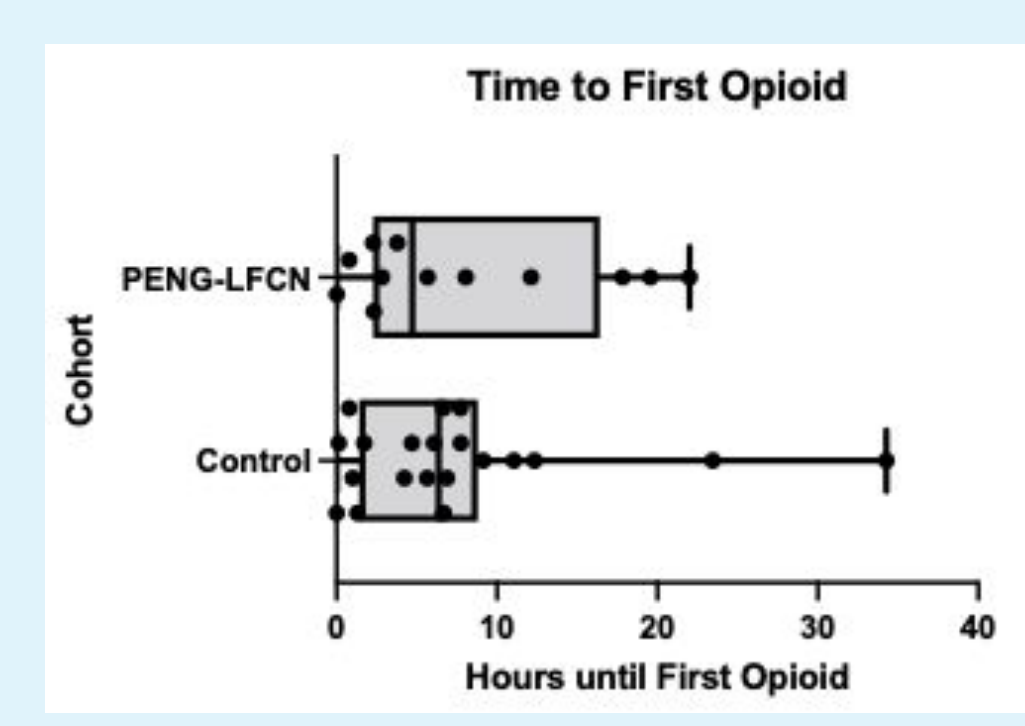 Time to First Opioid
Cohort
PENG-LFCN
Control
0 10 20 30 40
Hours until First Opioid